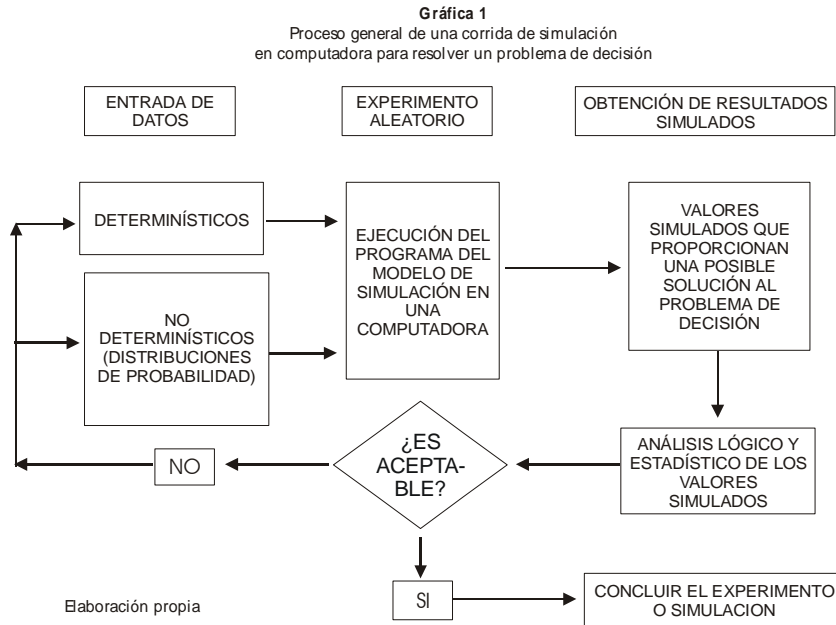 Gráfica 1
Proceso general de una corrida de simulación
en computadora para resolver un problema de decisión
ENTRADA DE
DATOS
EXPERIMENTO
ALEATORIO
OBTENCIÓN DE RESULTADOS
SIMULADOS
DETERMINÍSTICOS
NO
DETERMINÍSTICOS
(DISTRIBUCIONES
DE PROBABILIDAD)
EJECUCIÓN DEL
PROGRAMA DEL
MODELO DE
SIMULACIÓN EN
UNA
COMPUTADORA
VALORES
SIMULADOS QUE
PROPORCIONAN
UNA POSIBLE
SOLUCIÓN AL
PROBLEMA DE
DECISIÓN
ANÁLISIS LÓGICO Y
ESTADÍSTICO DE LOS
VALORES
SIMULADOS
¿ES
ACEPTA-
BLE?
NO
SI
CONCLUIR EL EXPERIMENTO
O SIMULACION
Elaboración propia